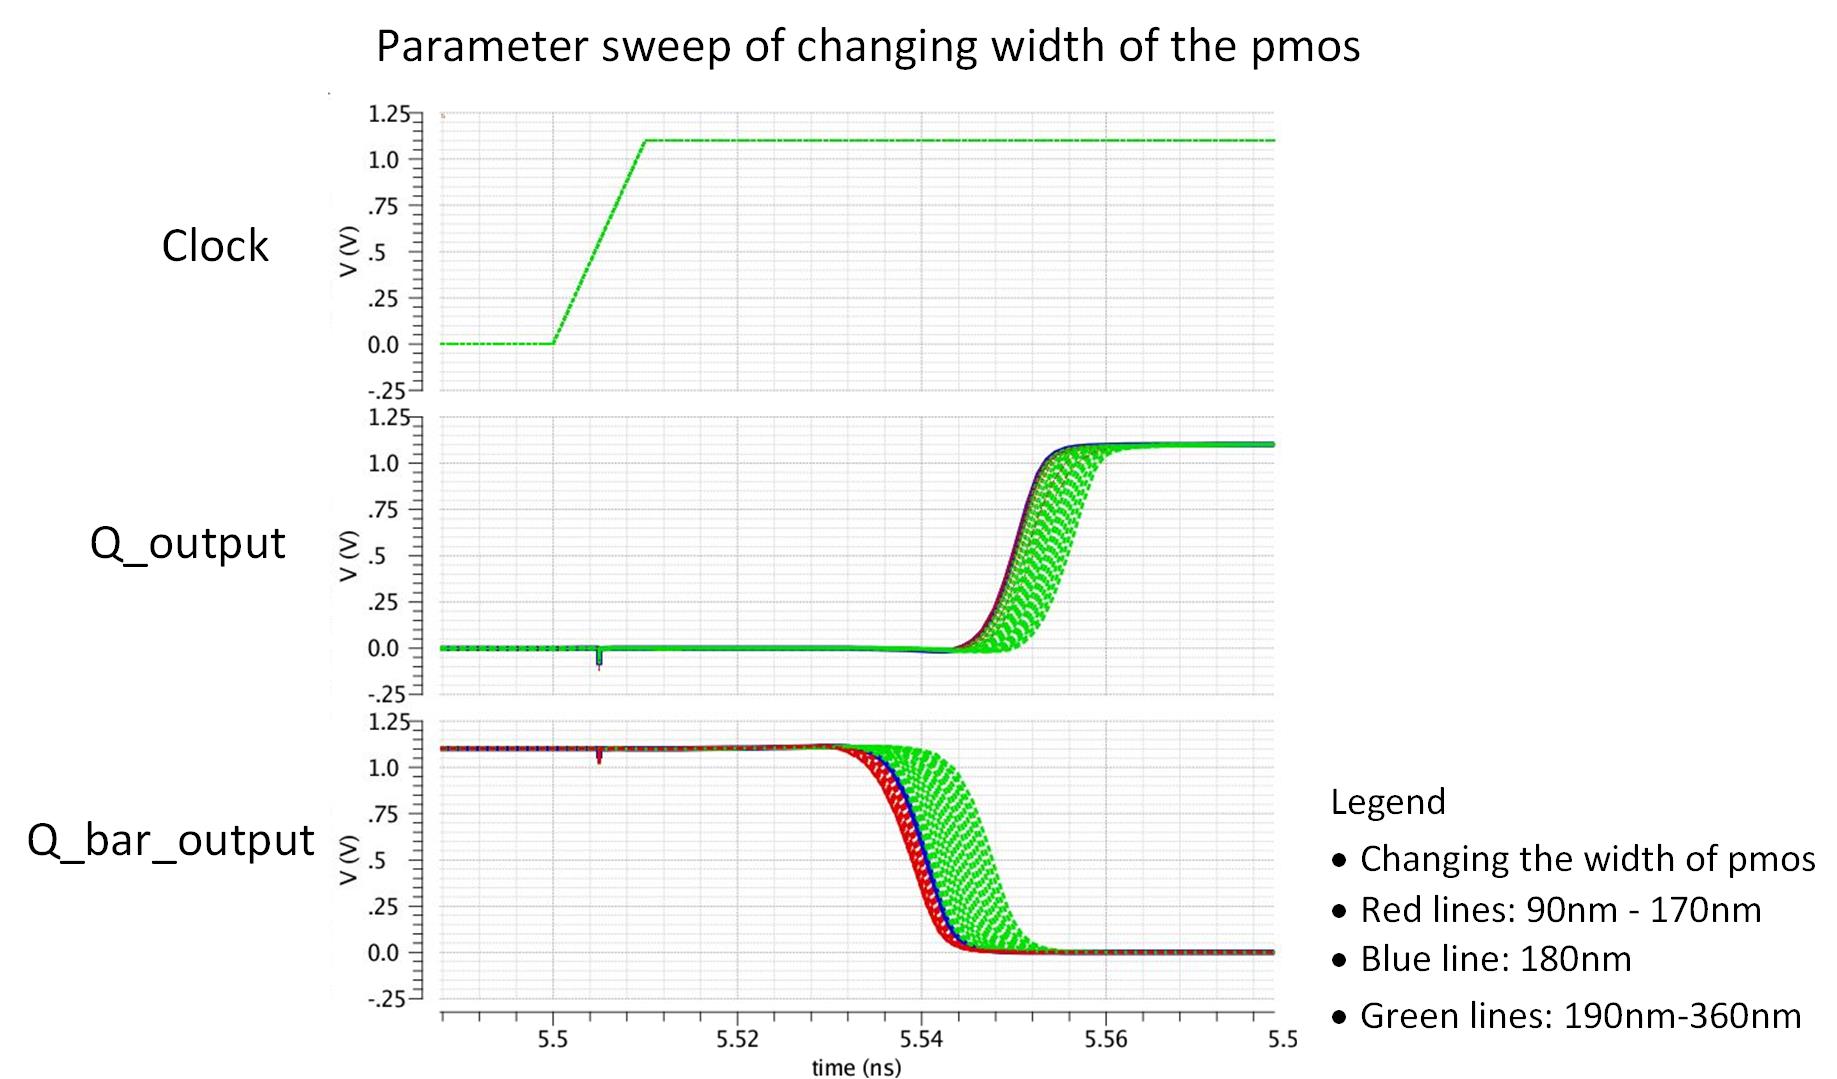 Parameter sweep of changing width of the pmos
Clock
V (V)
1.25
1.0
.75
.5
.25
0.0
-.25
Q_output
V (V)
1.25
1.0
.75
.5
.25
0.0
-.25
Q_bar_output
V (V)
1.25
1.0
.75
.5
.25
0.0
-.25
5.5 5.52 5.54 5.56 5.5
time (ns)
Legend
• Changing the width of pmos
• Red lines: 90nm - 170nm
• Blue line: 180nm
• Green lines: 190nm-360nm